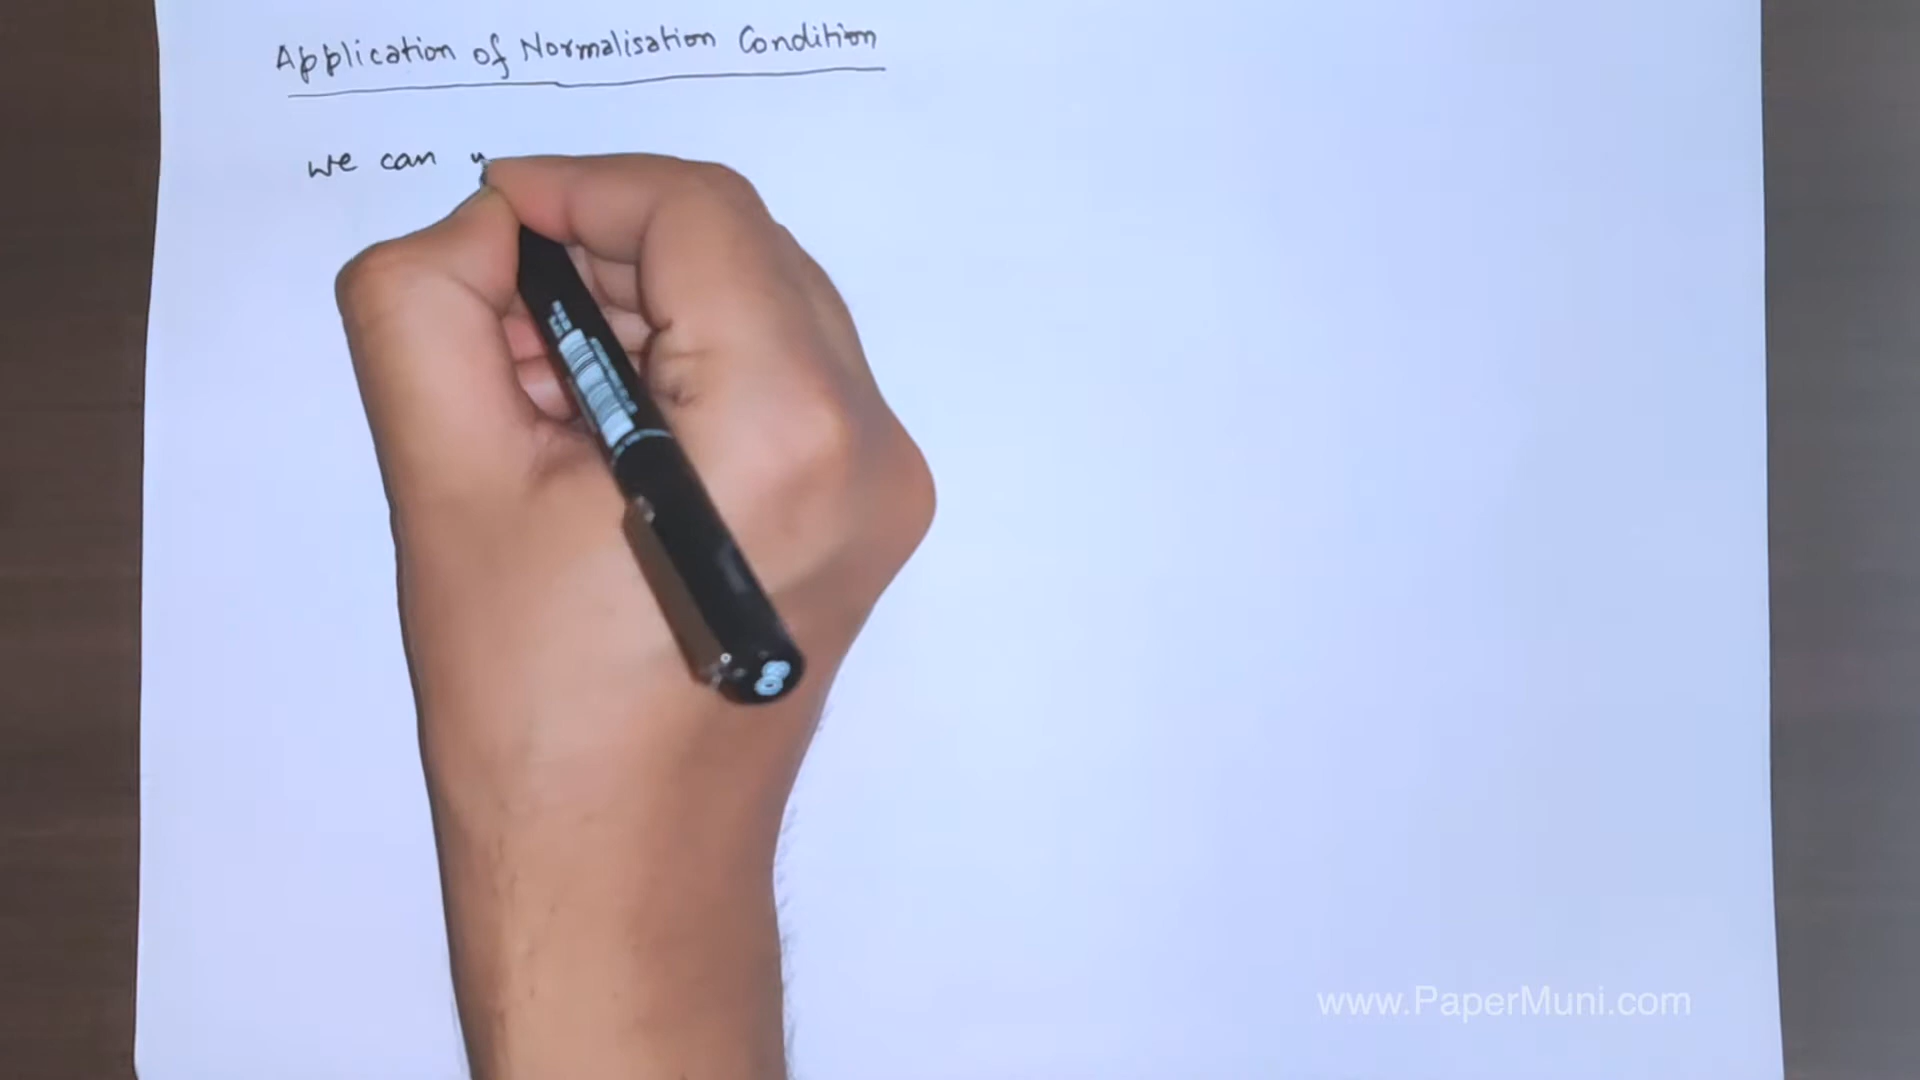 Application of Normalisation Condition
we can
www.PaperMuni.com